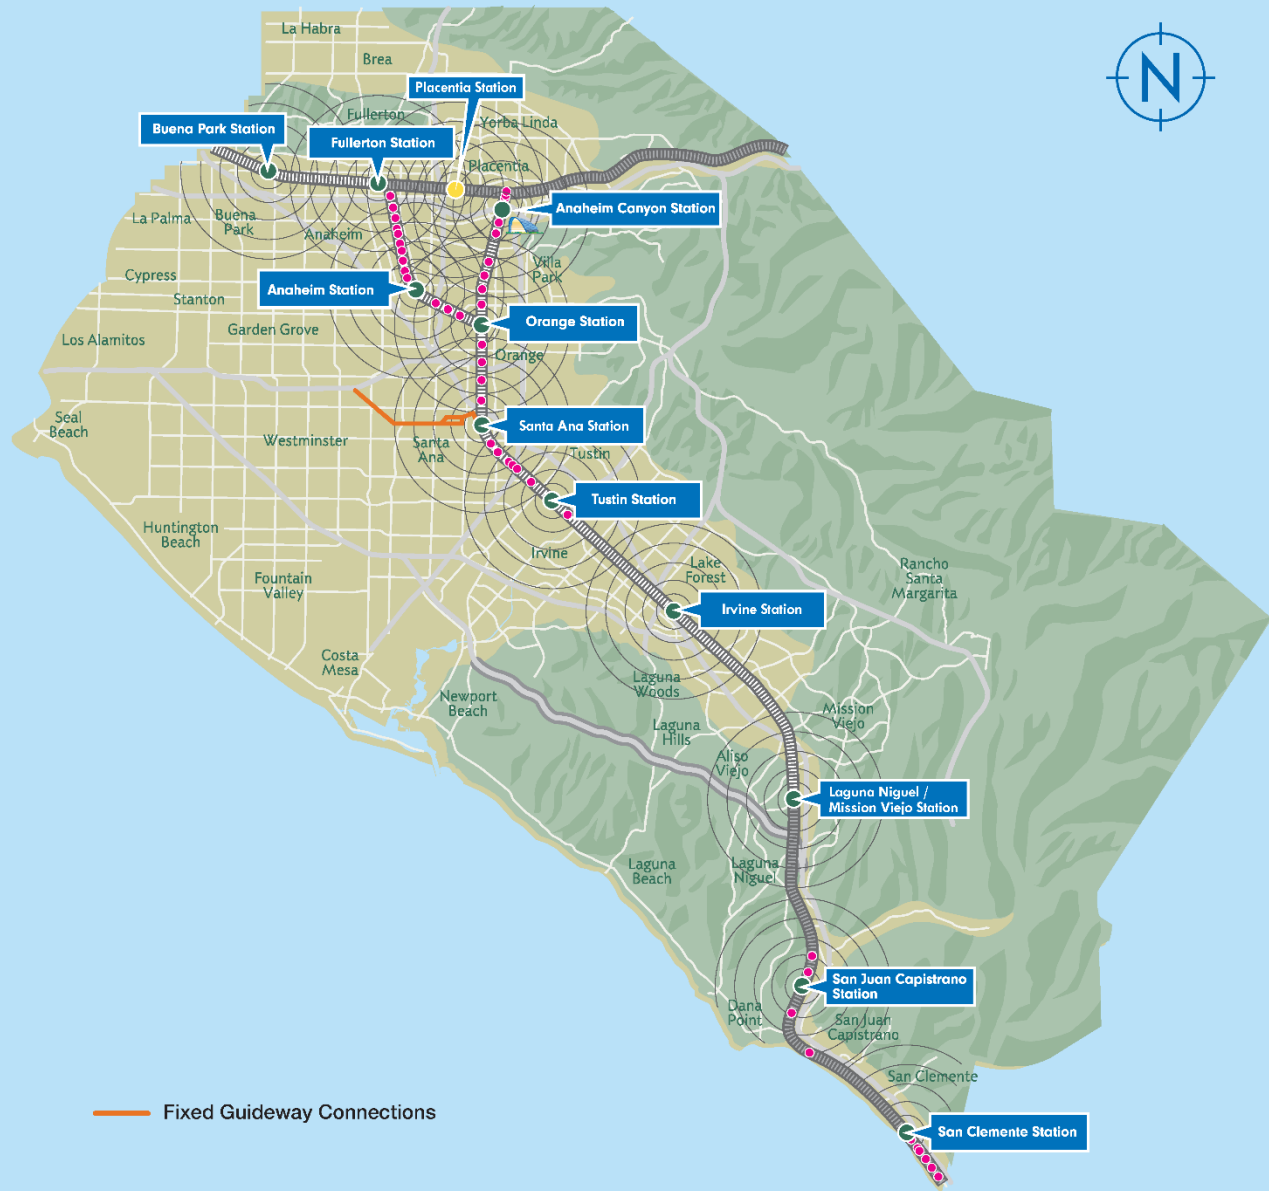 La Habra
Brea
N
Placentia Station
Fullerton
Yorba Linda
Buena Park Station
Fullerton Station
Placentia
Anaheim Canyon Station
La Palma
Buena
Park
Anaheim
Villa
Park
Cypress
Stanton
Anaheim Station
Orange Station
Garden Grove
Los Alamitos
Orange
Seal
Beach
Westminster
Santa
Ana
Santa Ana Station
Tustin
Tustin Station
Huntington
Beach
Irvine
Lake
Forest
Rancho
Santa
Margarita
Fountain
Valley
Irvine Station
Costa
Mesa
Laguna
Woods
Newport
Beach
Laguna
Hills
Mission
Viejo
Aliso
Viejo
Laguna Niguel /
Mission Viejo Station
Laguna
Beach
Laguna
Niguel
San Juan Capistrano
Station
Dana
Point
San Juan
Capistrano
San Clemente
Fixed Guideway Connections
San Clemente Station